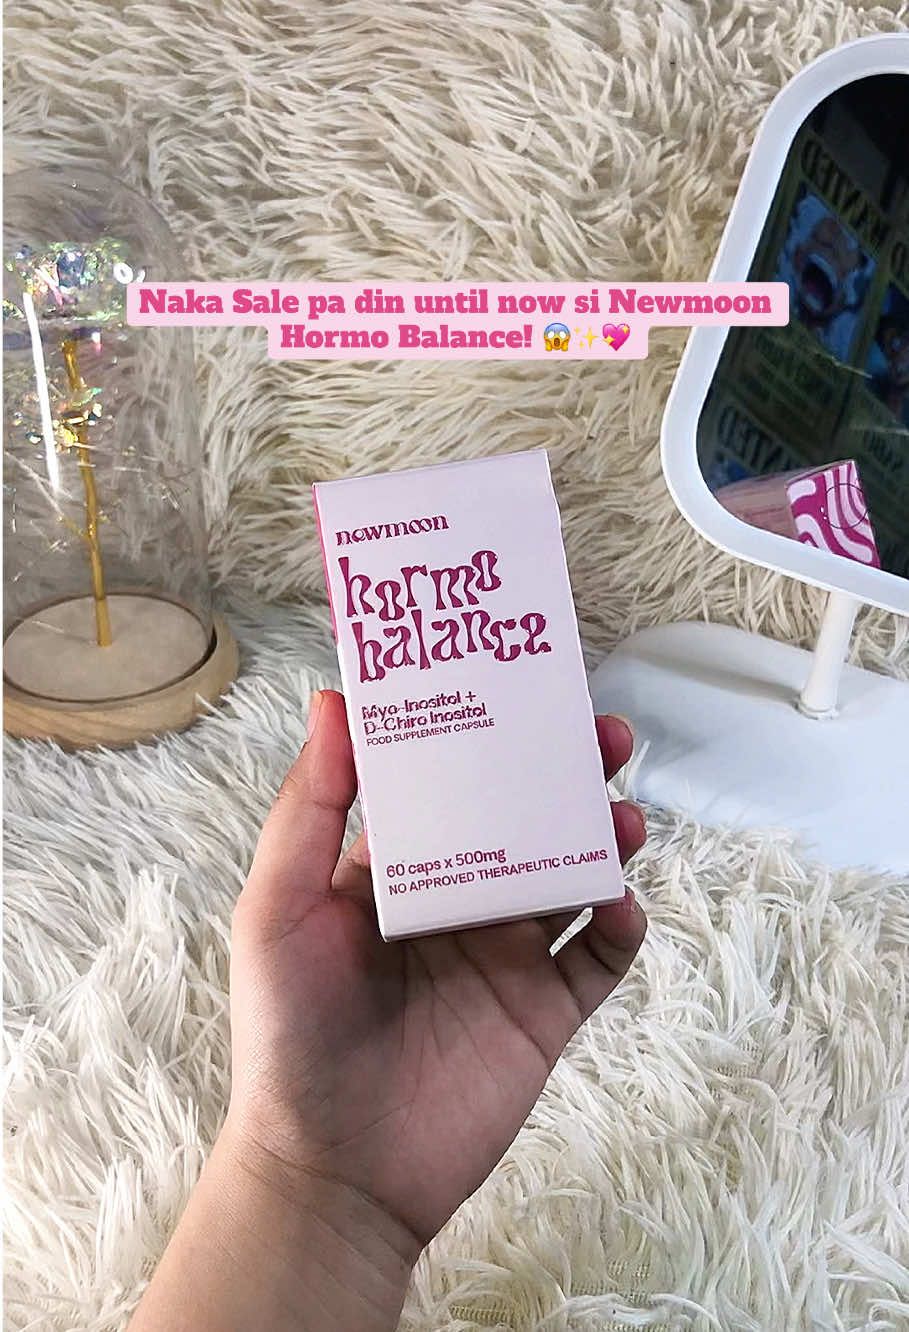 Naka Sale pa din until now si Newmoon
Hormo Balance! 😱✨💖
newmoon
hormo
balance
Myo-Inositol +
D-Chiro Inositol
FOOD SUPPLEMENT CAPSULE
60 caps x 500mg
NO APPROVED THERAPEUTIC CLAIMS